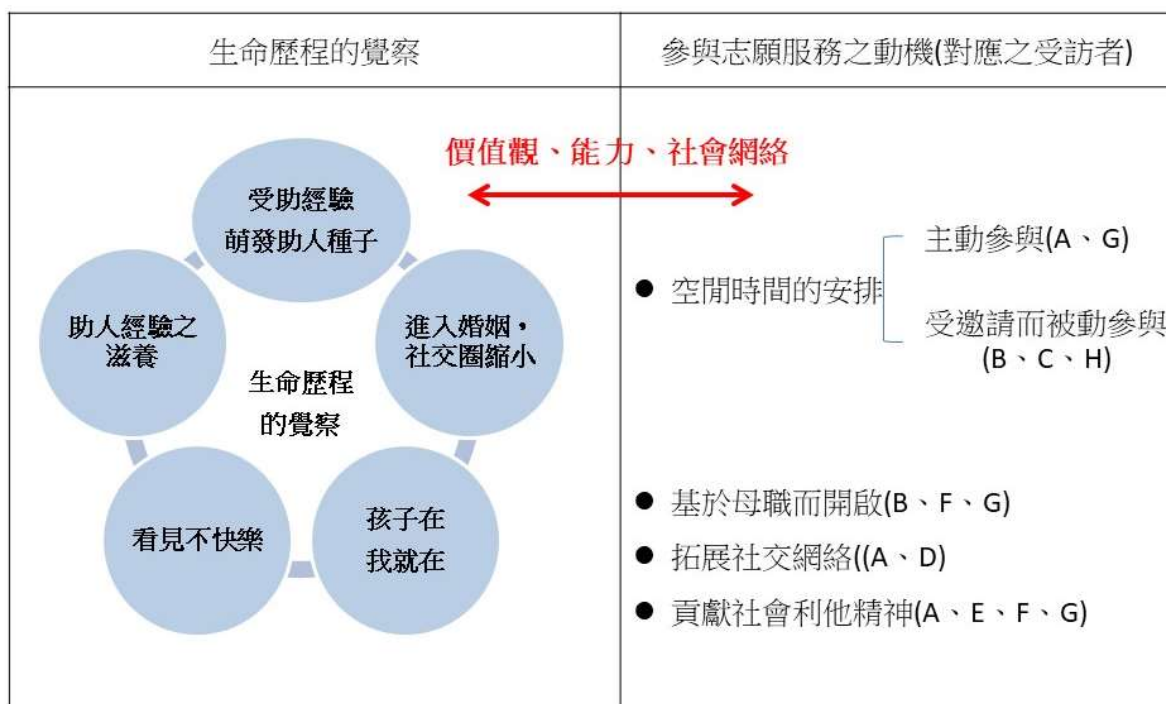 生命歷程的覺察
參與志願服務之動機(對應之受訪者)
價值觀、能力、社會網絡
受助經驗
萌發助人種子
助人經驗之
滋養
進入婚姻，
社交圈縮小
生命歷程
的覺察
看見不快樂
孩子在
我就在
● 空閒時間的安排
主動參與(A、G)
受邀請而被動參與
(B、C、H)
● 基於母職而開啟(B、F、G)
● 拓展社交網絡((A、D)
● 貢獻社會利他精神(A、E、F、G)